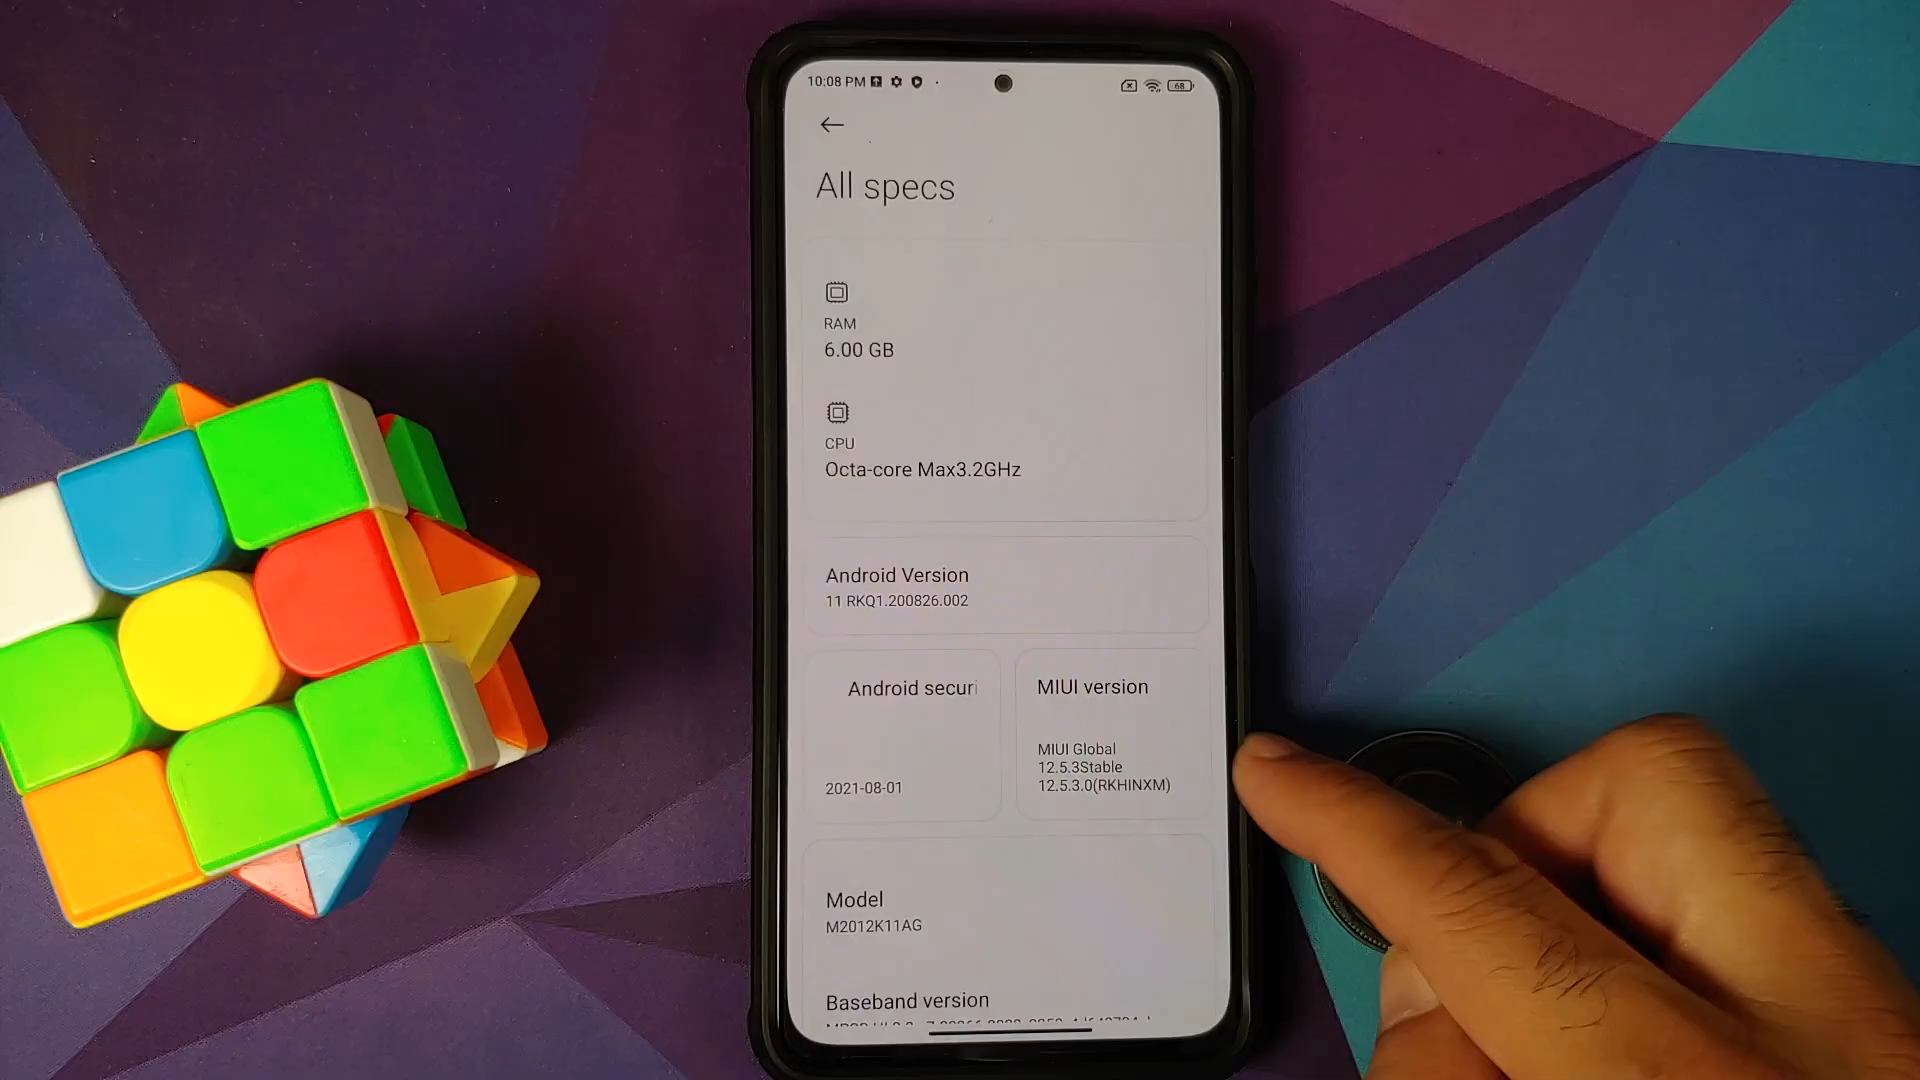 10:08 PM
68
All specs
RAM
6.00 GB
CPU
Octa-core Max3.2GHz
Android Version
11 RKQ1.200826.002
Android securi
2021-08-01
MIUI version
MIUI Global
12.5.3Stable
12.5.3.0(RKHINXM)
Model
M2012K11AG
Baseband version